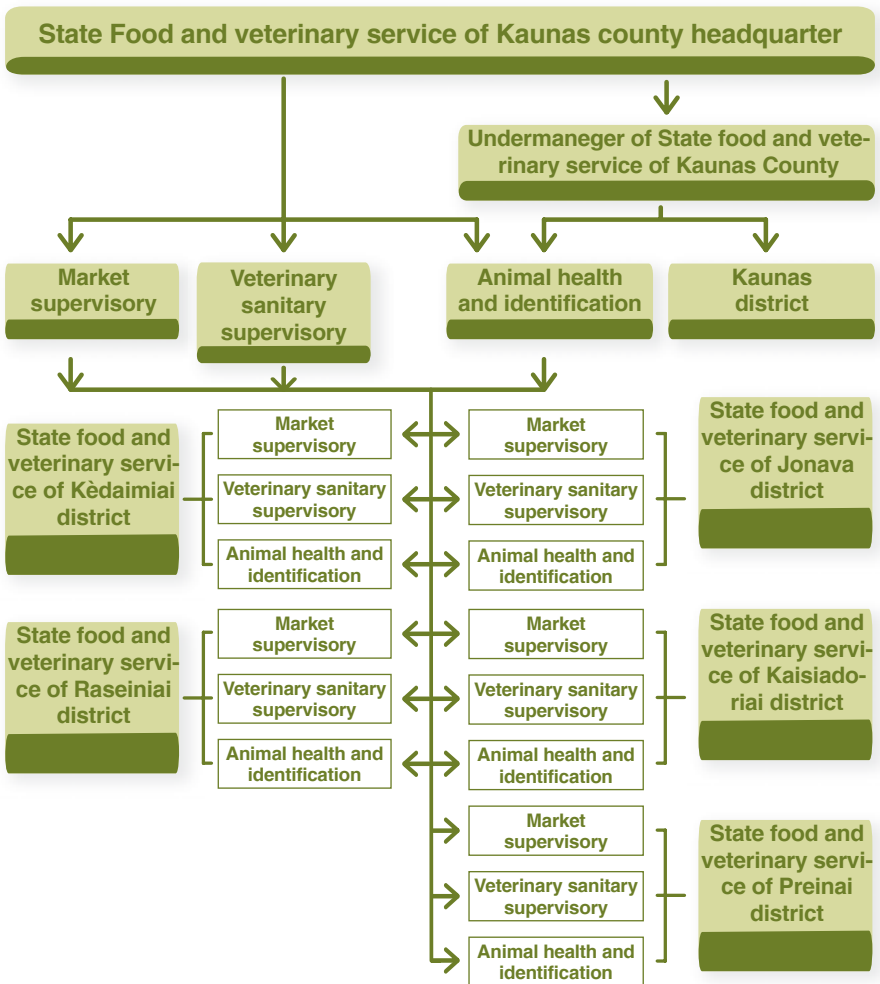 State Food and veterinary service of Kaunas county headquarter
Undermaneger of State food and vete-
rinary service of Kaunas County
Market
supervisory
Veterinary
sanitary
supervisory
Animal health
and identification
Kaunas
district
State food and
veterinary servi-
ce of Kèdaimiai
district
Market
supervisory
Veterinary sanitary
supervisory
Animal health and
identification
Market
supervisory
Veterinary sanitary
supervisory
Animal health and
identification
State food and
veterinary servi-
ce of Jonava
district
State food and
veterinary servi-
ce of Raseiniai
district
Market
supervisory
Veterinary sanitary
supervisory
Animal health and
identification
Market
supervisory
Veterinary sanitary
supervisory
Animal health and
identification
State food and
veterinary servi-
ce of Kaisiado-
riai district
Market
supervisory
Veterinary sanitary
supervisory
Animal health and
identification
State food and
veterinary servi-
ce of Preinai
district